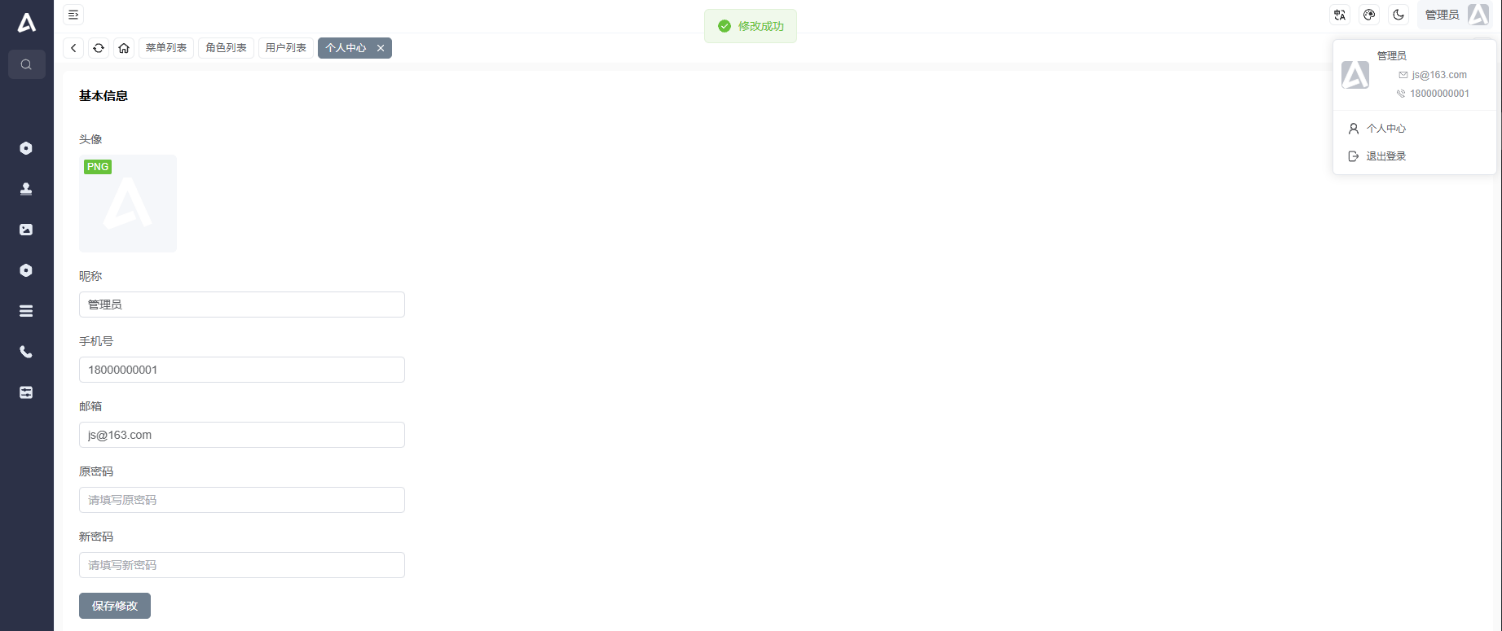 修改成功
管理员
菜单列表
角色列表
用户列表
个人中心
管理员
js@163.com
18000000001
个人中心
退出登录
基本信息
头像
PNG
昵称
管理员
手机号
18000000001
邮箱
js@163.com
原密码
请填写原密码
新密码
请填写新密码
保存修改